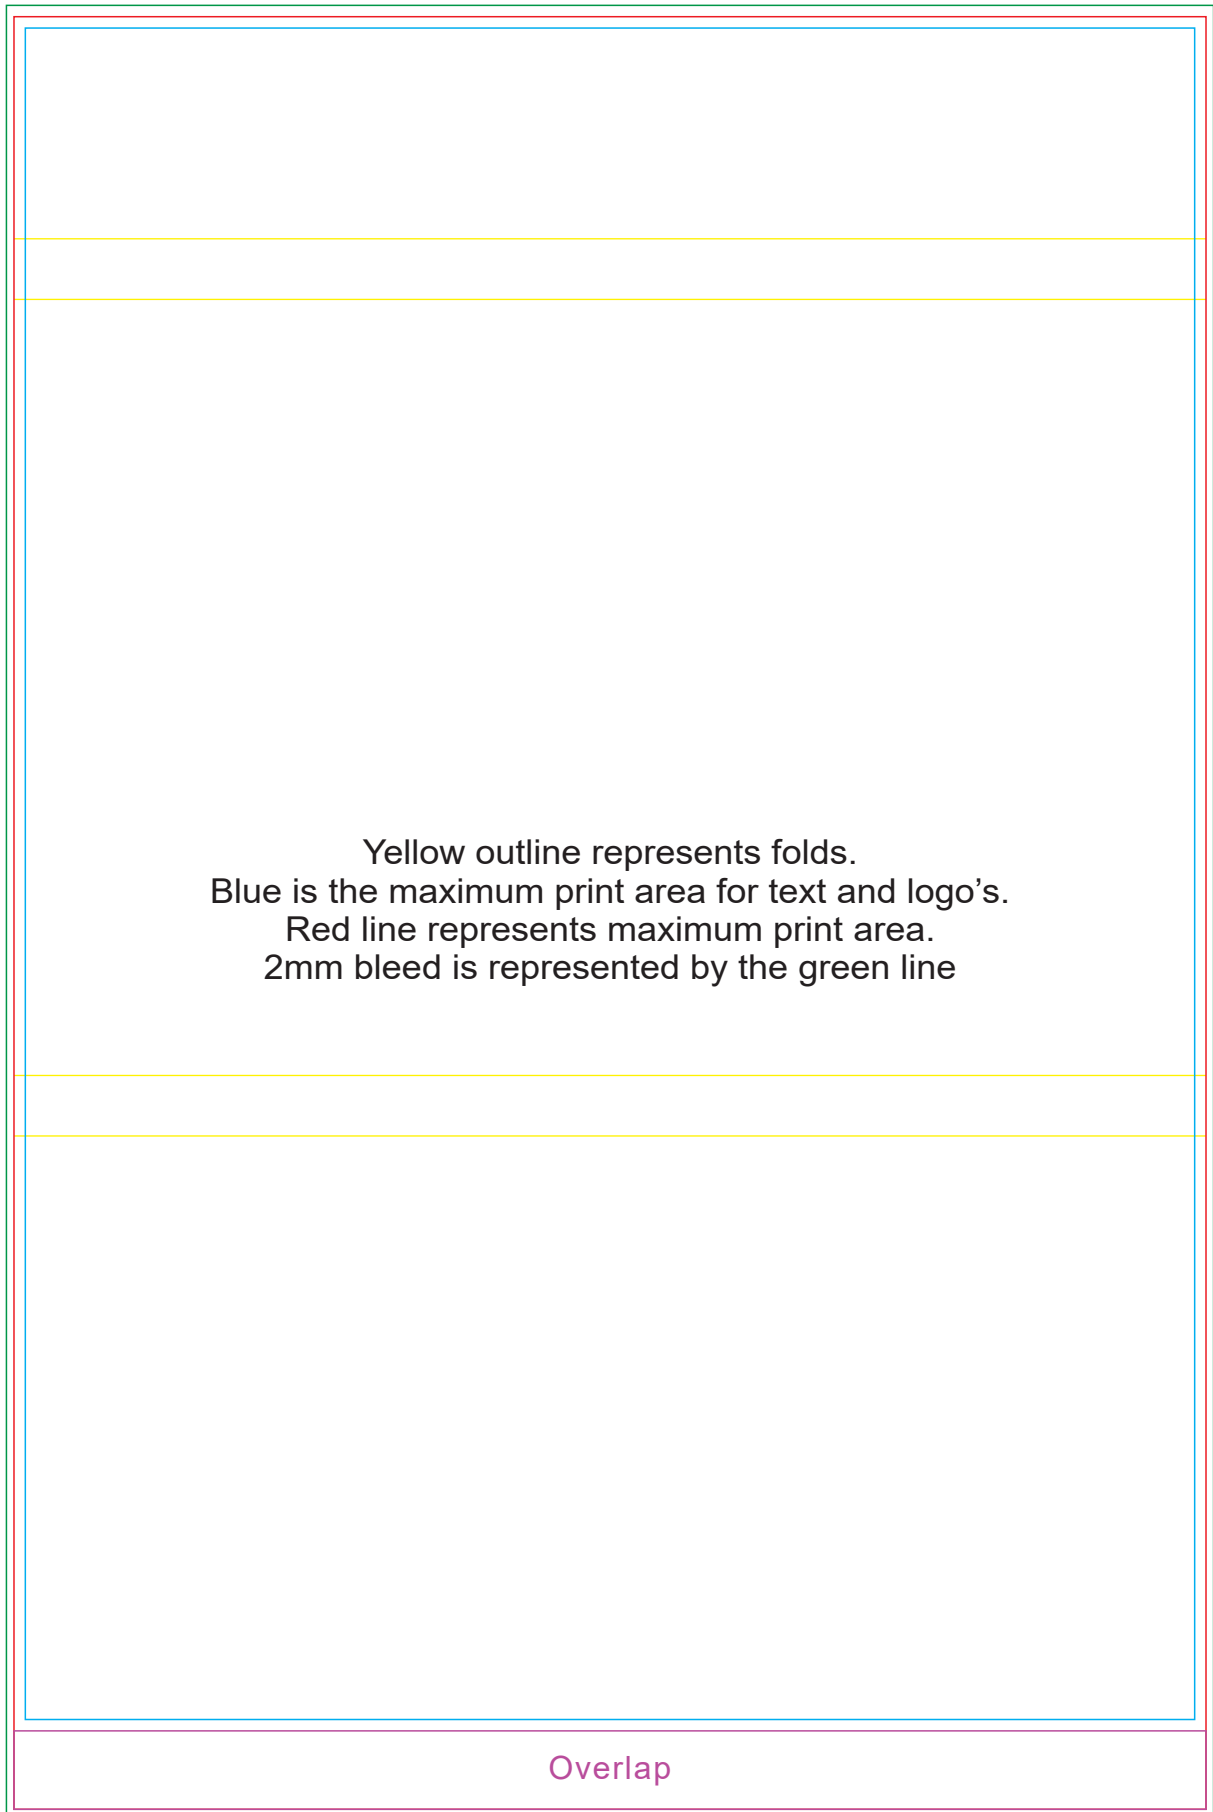 Yellow outline represents folds.
Blue is the maximum print area for text and logo’s.
Red line represents maximum print area.
2mm bleed is represented by the green line
Overlap